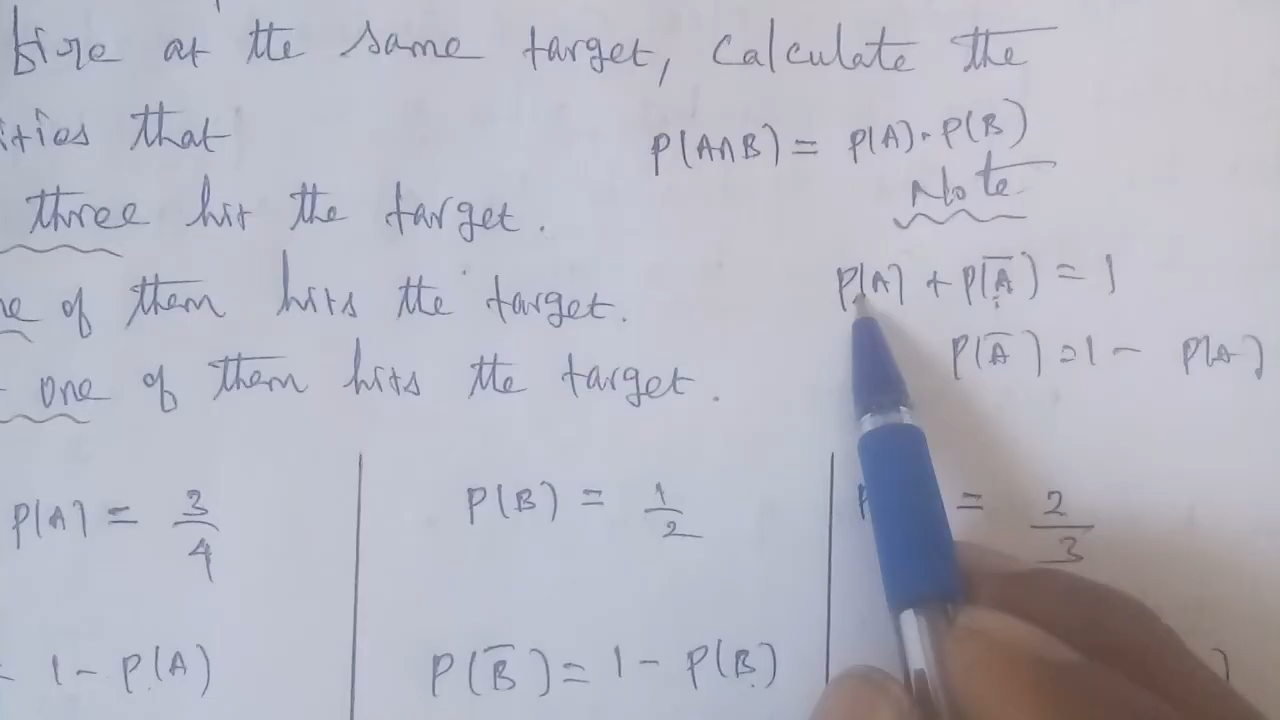 fire at the same target, Calculate the
ities that
P(A∩B) = P(A). P(B)
Note
three hit the target.
P(A) + P(A̅) = 1
of them hits the target.
P(A̅) = 1 - P(A)
one of them hits the target.
P(A) = 3/4
P(B) = 1/2
= 2/3
= 1 - P(A)
P(B̅) = 1 - P(B)